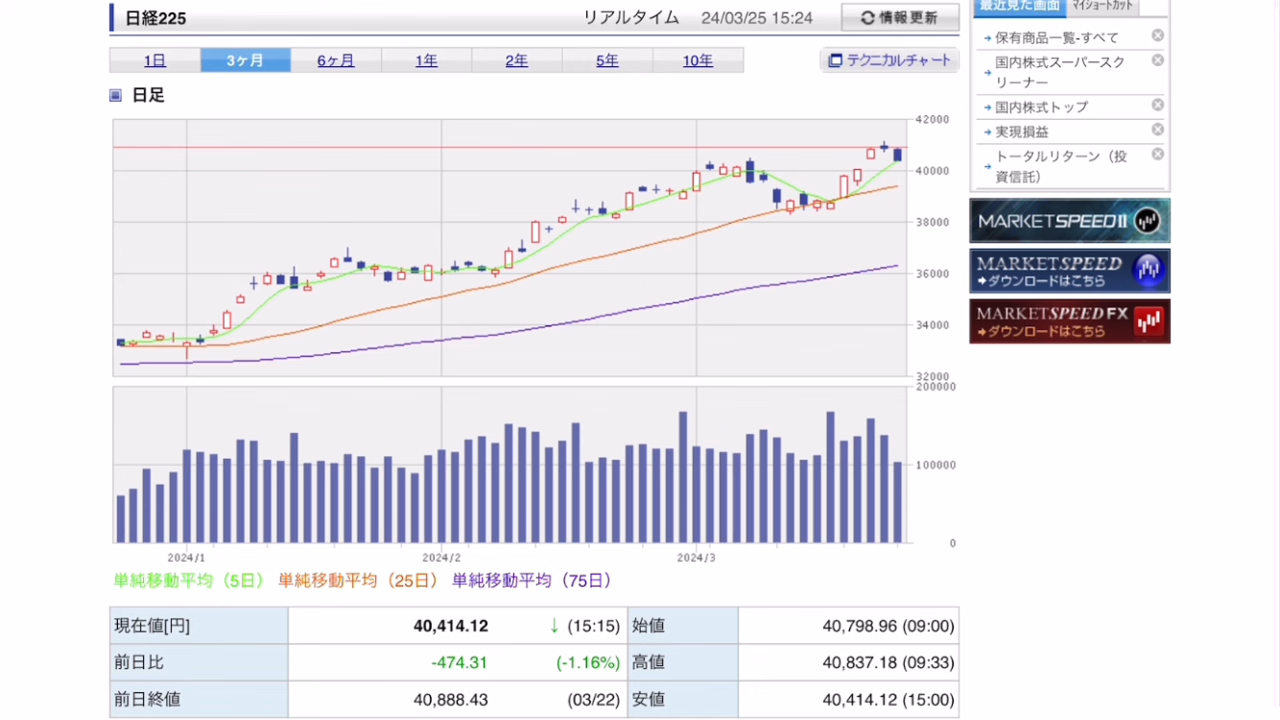 日経225
リアルタイム 24/03/25 15:24
情報更新
最近見た画面 マイショートカット
1日 3ヶ月 6ヶ月 1年 2年 5年 10年
テクニカルチャート
保有商品一覧-すべて
国内株式スーパースク
リーナー
国内株式トップ
実現損益
トータルリターン（投
資信託）
日足
42000
40000
38000
36000
34000
32000
200000
100000
0
2024/1 2024/2 2024/3
単純移動平均（5日） 単純移動平均（25日） 単純移動平均（75日）
MARKETSPEED II
MARKETSPEED
ダウンロードはこちら
MARKETSPEED FX
ダウンロードはこちら
現在値[円] 40,414.12 ↓ (15:15) 始値 40,798.96 (09:00)
前日比 -474.31 (-1.16%) 高値 40,837.18 (09:33)
前日終値 40,888.43 (03/22) 安値 40,414.12 (15:00)